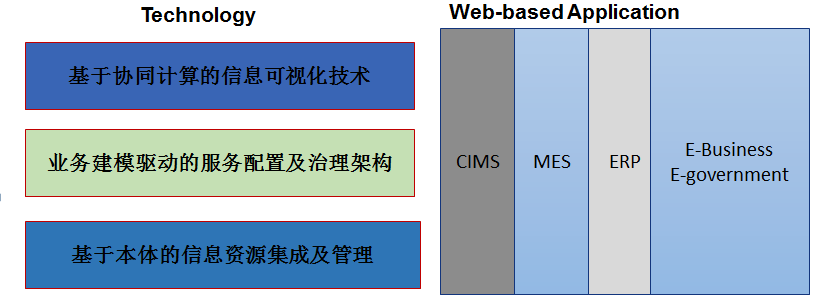 Technology
基于协同计算的信息可视化技术
业务建模驱动的服务配置及治理架构
基于本体的信息资源集成及管理
Web-based Application
CIMS
MES
ERP
E-Business
E-government